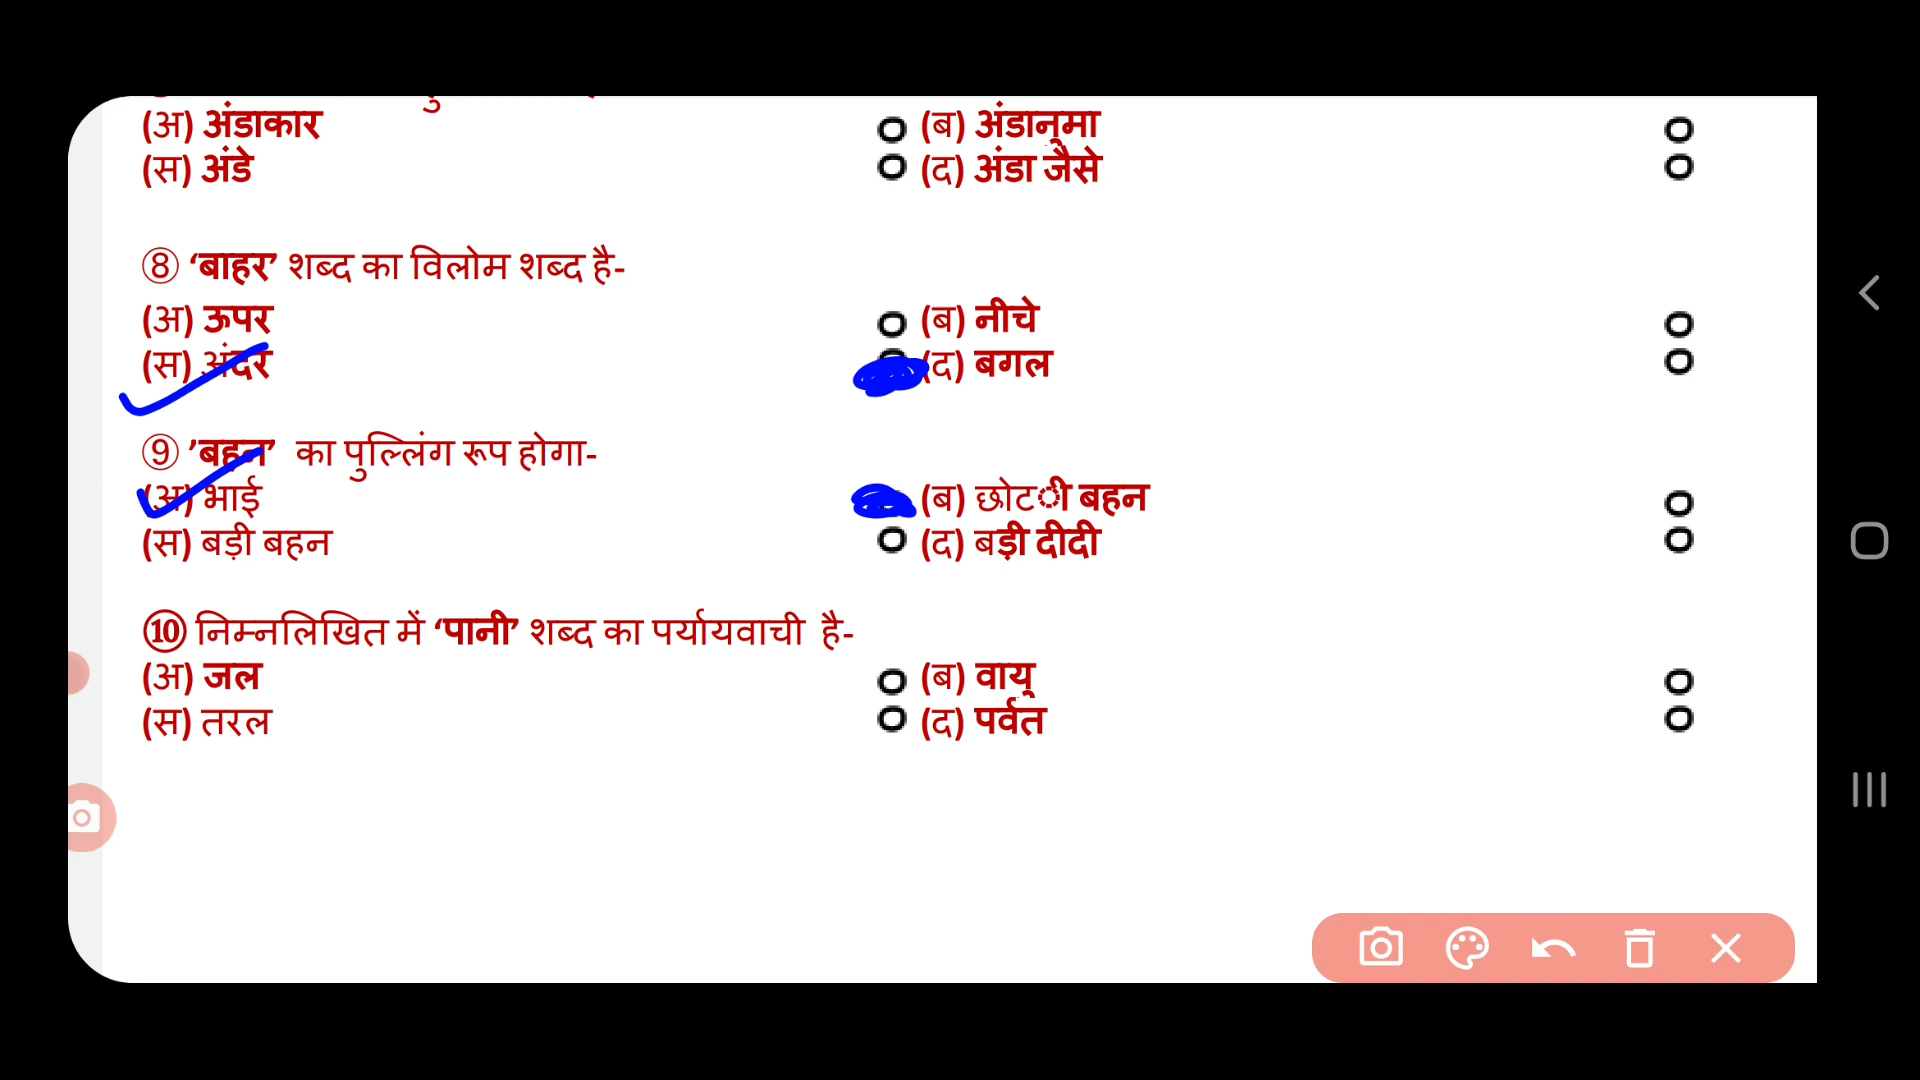 (अ) अंडाकार (ब) अंडानुमा
(स) अंडे (द) अंडा जैसे
⑧ ‘बाहर’ शब्द का विलोम शब्द है-
(अ) ऊपर (ब) नीचे
(स) अंदर (द) बगल
⑨ ’बहन’ का पुल्लिंग रूप होगा-
(अ) भाई (ब) छोटी बहन
(स) बड़ी बहन (द) बड़ी दीदी
⑩ निम्नलिखित में ‘पानी’ शब्द का पर्यायवाची है-
(अ) जल (ब) वायु
(स) तरल (द) पर्वत